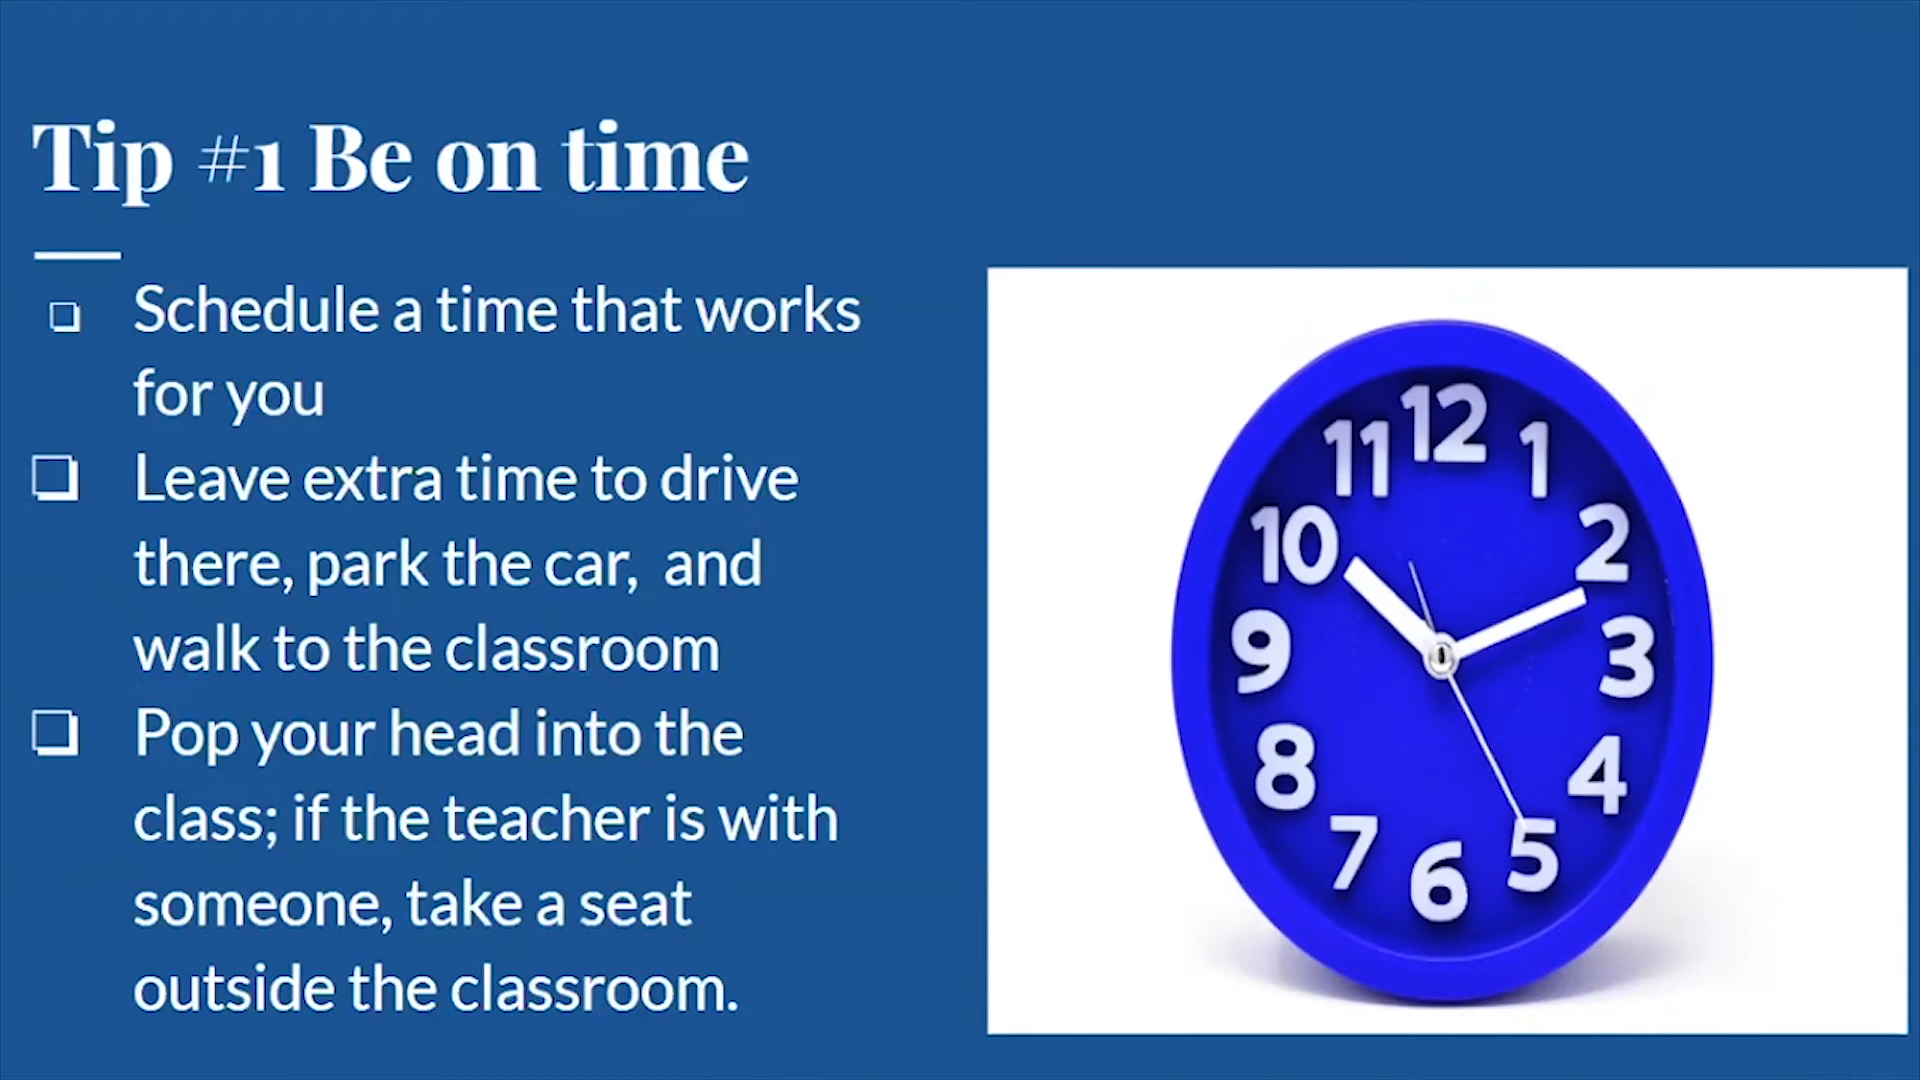 Tip #1 Be on time
Schedule a time that works
for you
Leave extra time to drive
there, park the car,  and
walk to the classroom
Pop your head into the
class; if the teacher is with
someone, take a seat
outside the classroom.
12
11
1
10
2
9
3
8
4
7
5
6